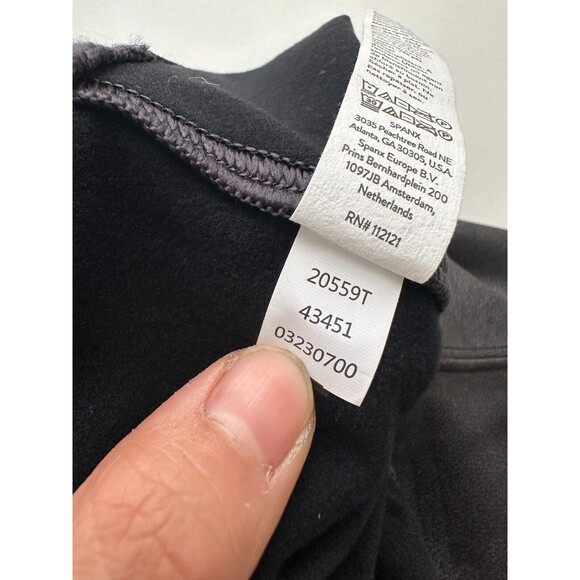 SPANX
3035 Peachtree Road NE
Atlanta, GA 30305, U.S.A.
Spanx Europe B.V.
Prins Bernhardplein 200
1097JB Amsterdam,
Netherlands
RN# 112121
20559T
43451
03230700